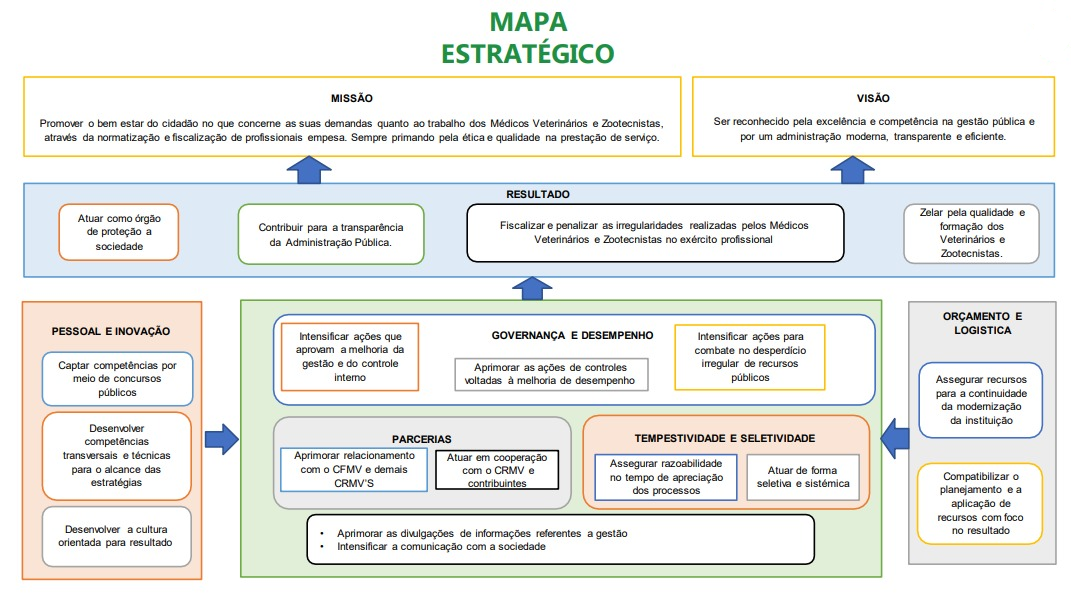 MAPA
ESTRATÉGICO
MISSÃO
Promover o bem estar do cidadão no que concerne as suas demandas quanto ao trabalho dos Médicos Veterinários e Zootecnistas,
através da normatização e fiscalização de profissionais empesa. Sempre primando pela ética e qualidade na prestação de serviço.
VISÃO
Ser reconhecido pela excelência e competência na gestão pública e
por um administração moderna, transparente e eficiente.
RESULTADO
Atuar como órgão
de proteção a
sociedade
Contribuir para a transparência
da Administração Pública.
Fiscalizar e penalizar as irregularidades realizadas pelos Médicos
Veterinários e Zootecnistas no exército profissional
Zelar pela qualidade e
formação dos
Veterinários e
Zootecnistas.
PESSOAL E INOVAÇÃO
Captar competências por
meio de concursos
públicos
Desenvolver
competências
transversais e técnicas
para o alcance das
estratégias
Desenvolver a cultura
orientada para resultado
GOVERNANÇA E DESEMPENHO
Intensificar ações que
aprovam a melhoria da
gestão e do controle
interno
Aprimorar as ações de controles
voltadas à melhoria de desempenho
Intensificar ações para
combate no desperdício
irregular de recursos
públicos
PARCERIAS
Aprimorar relacionamento
com o CFMV e demais
CRMV'S
Atuar em cooperação
com o CRMV e
contribuintes
TEMPESTIVIDADE E SELETIVIDADE
Assegurar razoabilidade
no tempo de apreciação
dos processos
Atuar de forma
seletiva e sistémica
• Aprimorar as divulgações de informações referentes a gestão
• Intensificar a comunicação com a sociedade
ORÇAMENTO E
LOGISTICA
Assegurar recursos
para a continuidade
da modernização
da instituição
Compatibilizar o
planejamento e a
aplicação de
recursos com foco
no resultado